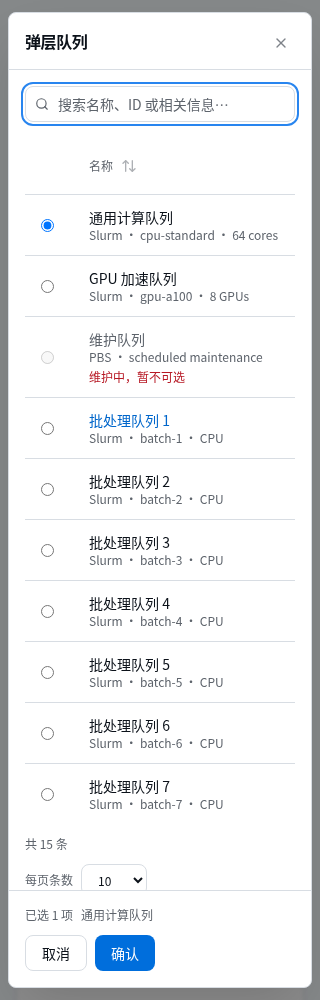 弹层队列
搜索名称、ID 或相关信息…
名称
通用计算队列
Slurm • cpu-standard • 64 cores
GPU 加速队列
Slurm • gpu-a100 • 8 GPUs
维护队列
PBS • scheduled maintenance
维护中，暂不可选
批处理队列 1
Slurm • batch-1 • CPU
批处理队列 2
Slurm • batch-2 • CPU
批处理队列 3
Slurm • batch-3 • CPU
批处理队列 4
Slurm • batch-4 • CPU
批处理队列 5
Slurm • batch-5 • CPU
批处理队列 6
Slurm • batch-6 • CPU
批处理队列 7
Slurm • batch-7 • CPU
共 15 条
每页条数 10
已选 1 项 通用计算队列
取消 确认